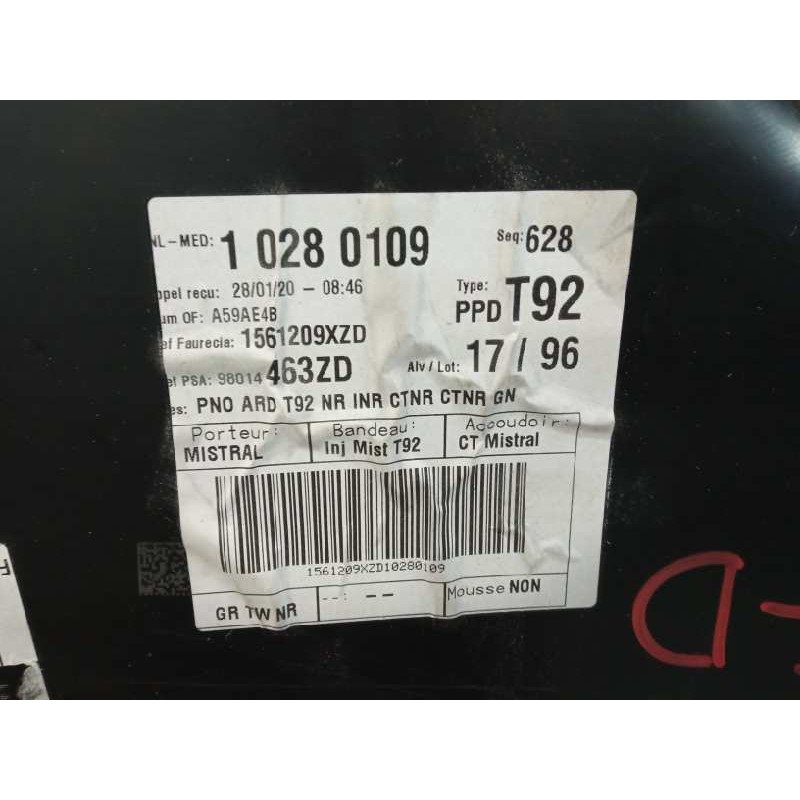 NL-MED: 1 028 0109 Seq: 628
ppel recu: 28/01/20 - 08:46 Type: PPD T92
um OF: A59AE4B
ef Faurecia: 1561209XZD
ef PSA: 98014 463ZD Alv/Lot: 17 / 96
es: PNO ARD T92 NR INR CTNR CTNR GN
Porteur: Bandeau: Accoudoir:
MISTRAL Inj Mist T92 CT Mistral
1561209XZD10280109
GR TW NR --: -- Mousse NON
-D